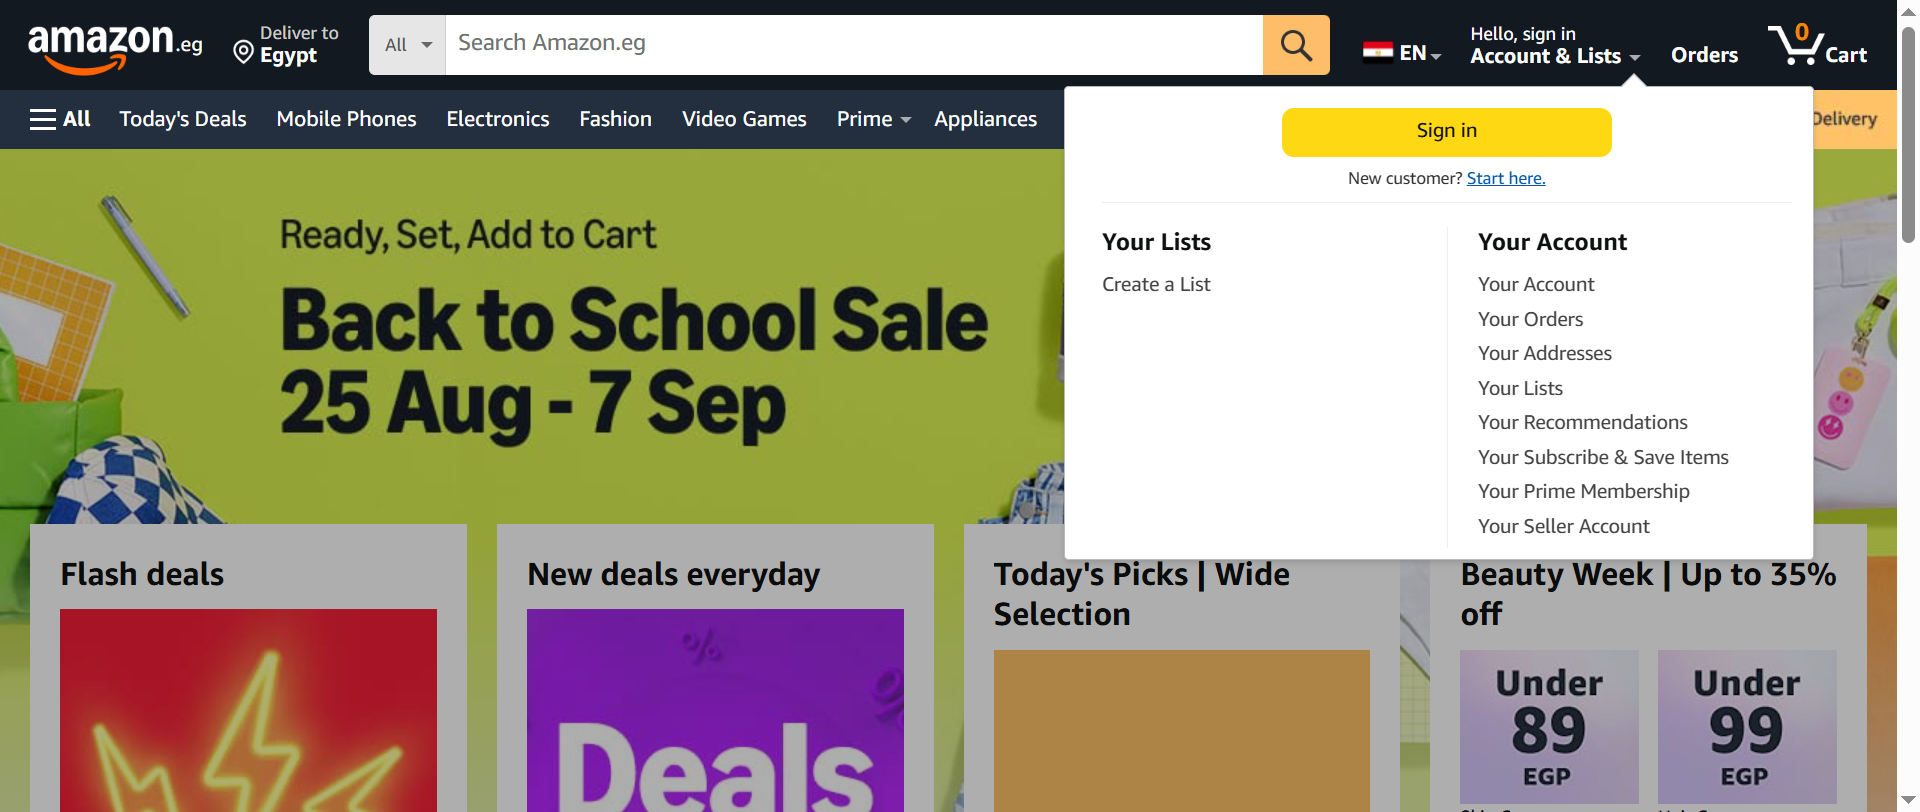 amazon.eg
Deliver to
Egypt
All
Search Amazon.eg
EN
Hello, sign in
Account & Lists
Orders
0
Cart
All
Today's Deals
Mobile Phones
Electronics
Fashion
Video Games
Prime
Appliances
Delivery
Sign in
New customer? Start here.
Your Lists
Create a List
Your Account
Your Account
Your Orders
Your Addresses
Your Lists
Your Recommendations
Your Subscribe & Save Items
Your Prime Membership
Your Seller Account
Ready, Set, Add to Cart
Back to School Sale
25 Aug - 7 Sep
Flash deals
New deals everyday
%
%
Deals
Today's Picks | Wide
Selection
Beauty Week | Up to 35%
off
Under
89
EGP
Under
99
EGP